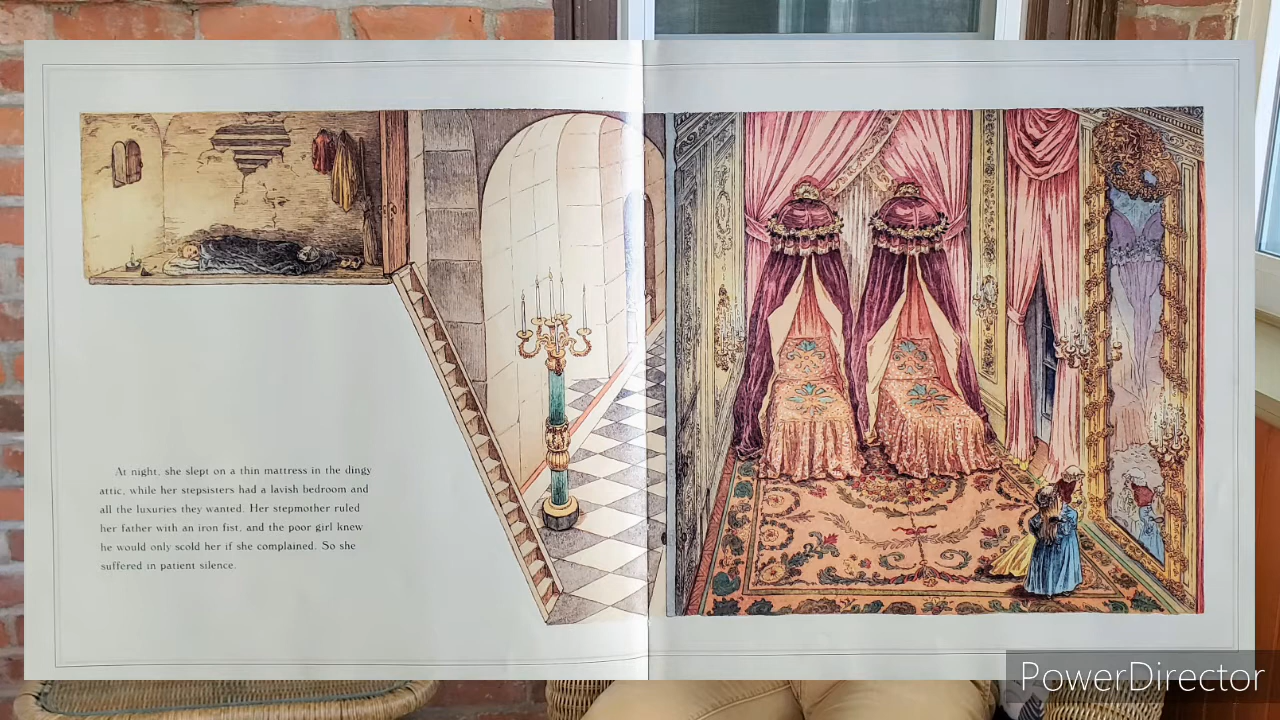 At night, she slept on a thin mattress in the dingy
attic, while her stepsisters had a lavish bedroom and
all the luxuries they wanted. Her stepmother ruled
her father with an iron fist, and the poor girl knew
he would only scold her if she complained. So she
suffered in patient silence.
PowerDirector